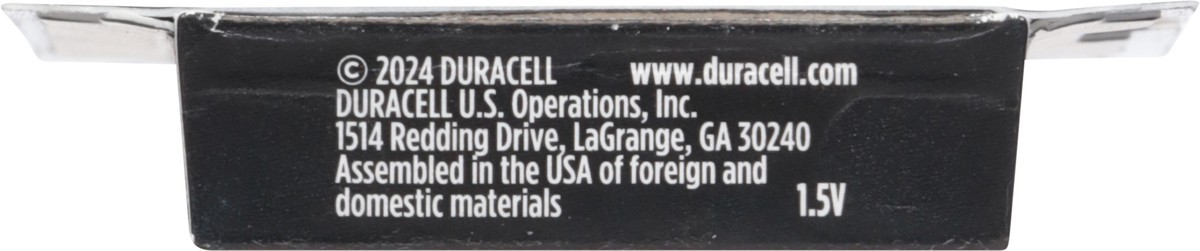 © 2024 DURACELL www.duracell.com
DURACELL U.S. Operations, Inc.
1514 Redding Drive, LaGrange, GA 30240
Assembled in the USA of foreign and
domestic materials 1.5V